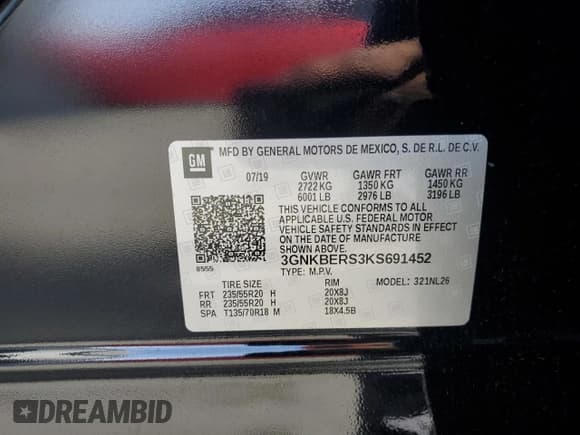 GM
MFD BY GENERAL MOTORS DE MEXICO, S. DE R.L. DE C.V.
07/19 GVWR GAWR FRT GAWR RR
2722 KG 1350 KG 1450 KG
6001 LB 2976 LB 3196 LB
THIS VEHICLE CONFORMS TO ALL
APPLICABLE U.S. FEDERAL MOTOR
VEHICLE SAFETY STANDARDS IN EFFECT
ON THE DATE OF MANUFACTURE
SHOWN ABOVE.
3GNKBERS3KS691452
8555 TYPE: M.P.V.
TIRE SIZE RIM MODEL: 321NL26
FRT 235/55R20 H 20X8J
RR 235/55R20 H 20X8J
SPA T135/70R18 M 18X4.5B
DREAMBID